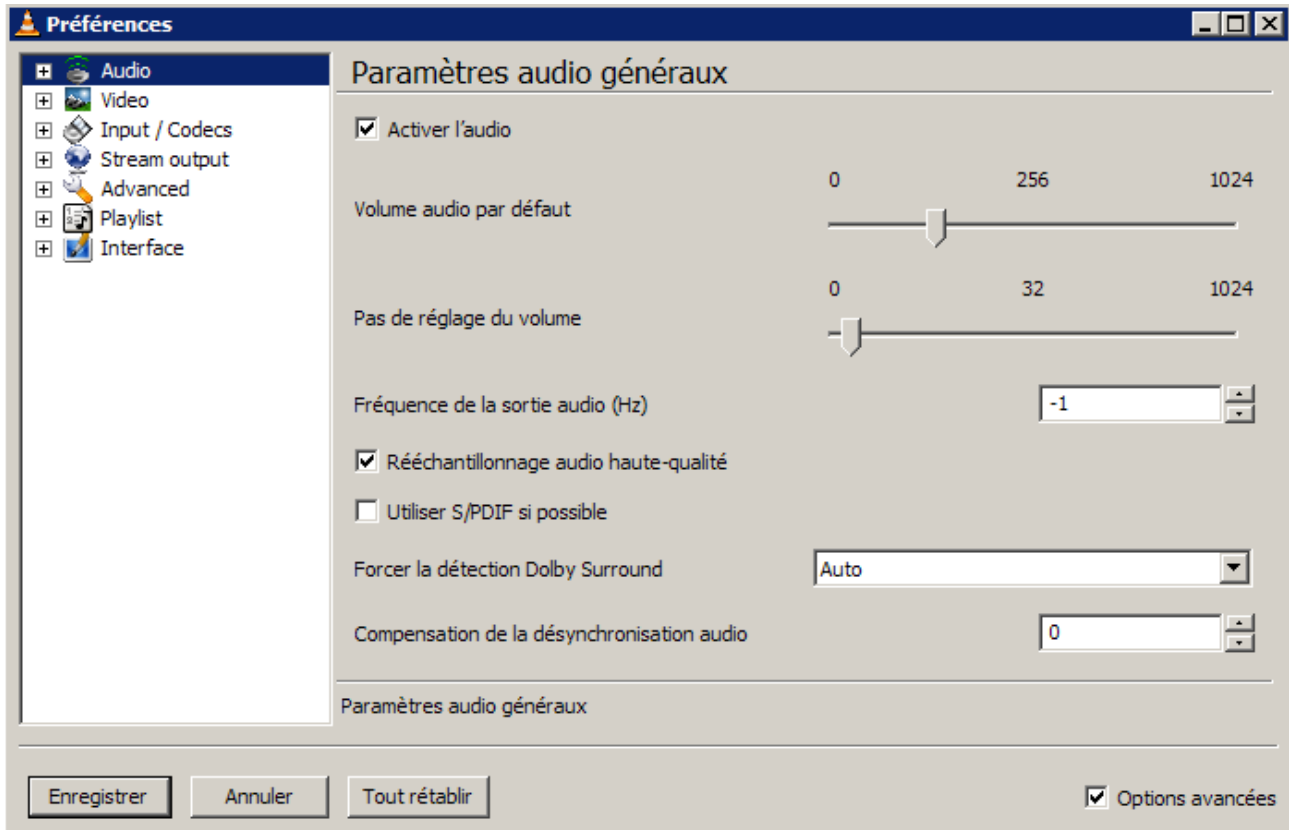 Préférences
Audio
Video
Input / Codecs
Stream output
Advanced
Playlist
Interface
Paramètres audio généraux
Activer l'audio
0 256 1024
Volume audio par défaut
0 32 1024
Pas de réglage du volume
Fréquence de la sortie audio (Hz) -1
Rééchantillonnage audio haute-qualité
Utiliser S/PDIF si possible
Forcer la détection Dolby Surround Auto
Compensation de la désynchronisation audio 0
Paramètres audio généraux
Enregistrer Annuler Tout rétablir Options avancées